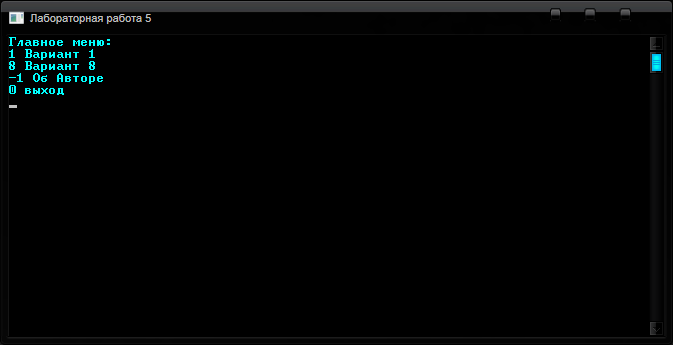 Лабораторная работа 5
Главное меню:
1 Вариант 1
8 Вариант 8
-1 Об Авторе
0 выход